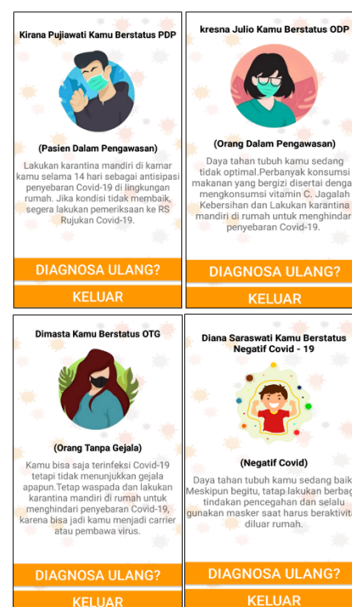 Kirana Pujiawati Kamu Berstatus PDP
(Pasien Dalam Pengawasan)
Lakukan karantina mandiri di kamar
kamu selama 14 hari sebagai antisipasi
penyebaran Covid-19 di lingkungan
rumah. Jika kondisi tidak membaik,
segera lakukan pemeriksaan ke RS
Rujukan Covid-19.
DIAGNOSA ULANG?
KELUAR
kresna Julio Kamu Berstatus ODP
(Orang Dalam Pengawasan)
Daya tahan tubuh kamu sedang
tidak optimal.Perbanyak konsumsi
makanan yang bergizi disertai denga
mengkonsumsi vitamin C. Jagalah
Kebersihan dan Lakukan karantina
mandiri di rumah untuk menghindar
penyebaran Covid-19.
DIAGNOSA ULANG?
KELUAR
Dimasta Kamu Berstatus OTG
(Orang Tanpa Gejala)
Kamu bisa saja terinfeksi Covid-19
tetapi tidak menunjukkan gejala
apapun.Tetap waspada dan lakukan
karantina mandiri di rumah untuk
menghindari penyebaran Covid-19,
karena bisa jadi kamu menjadi carrier
atau pembawa virus.
DIAGNOSA ULANG?
KELUAR
Diana Saraswati Kamu Berstatus
Negatif Covid - 19
(Negatif Covid)
Daya tahan tubuh kamu sedang baik
Meskipun begitu, tatap lakukan berbag
tindakan pencegahan dan selalu
gunakan masker saat harus beraktivit
diluar rumah.
DIAGNOSA ULANG?
KELUAR